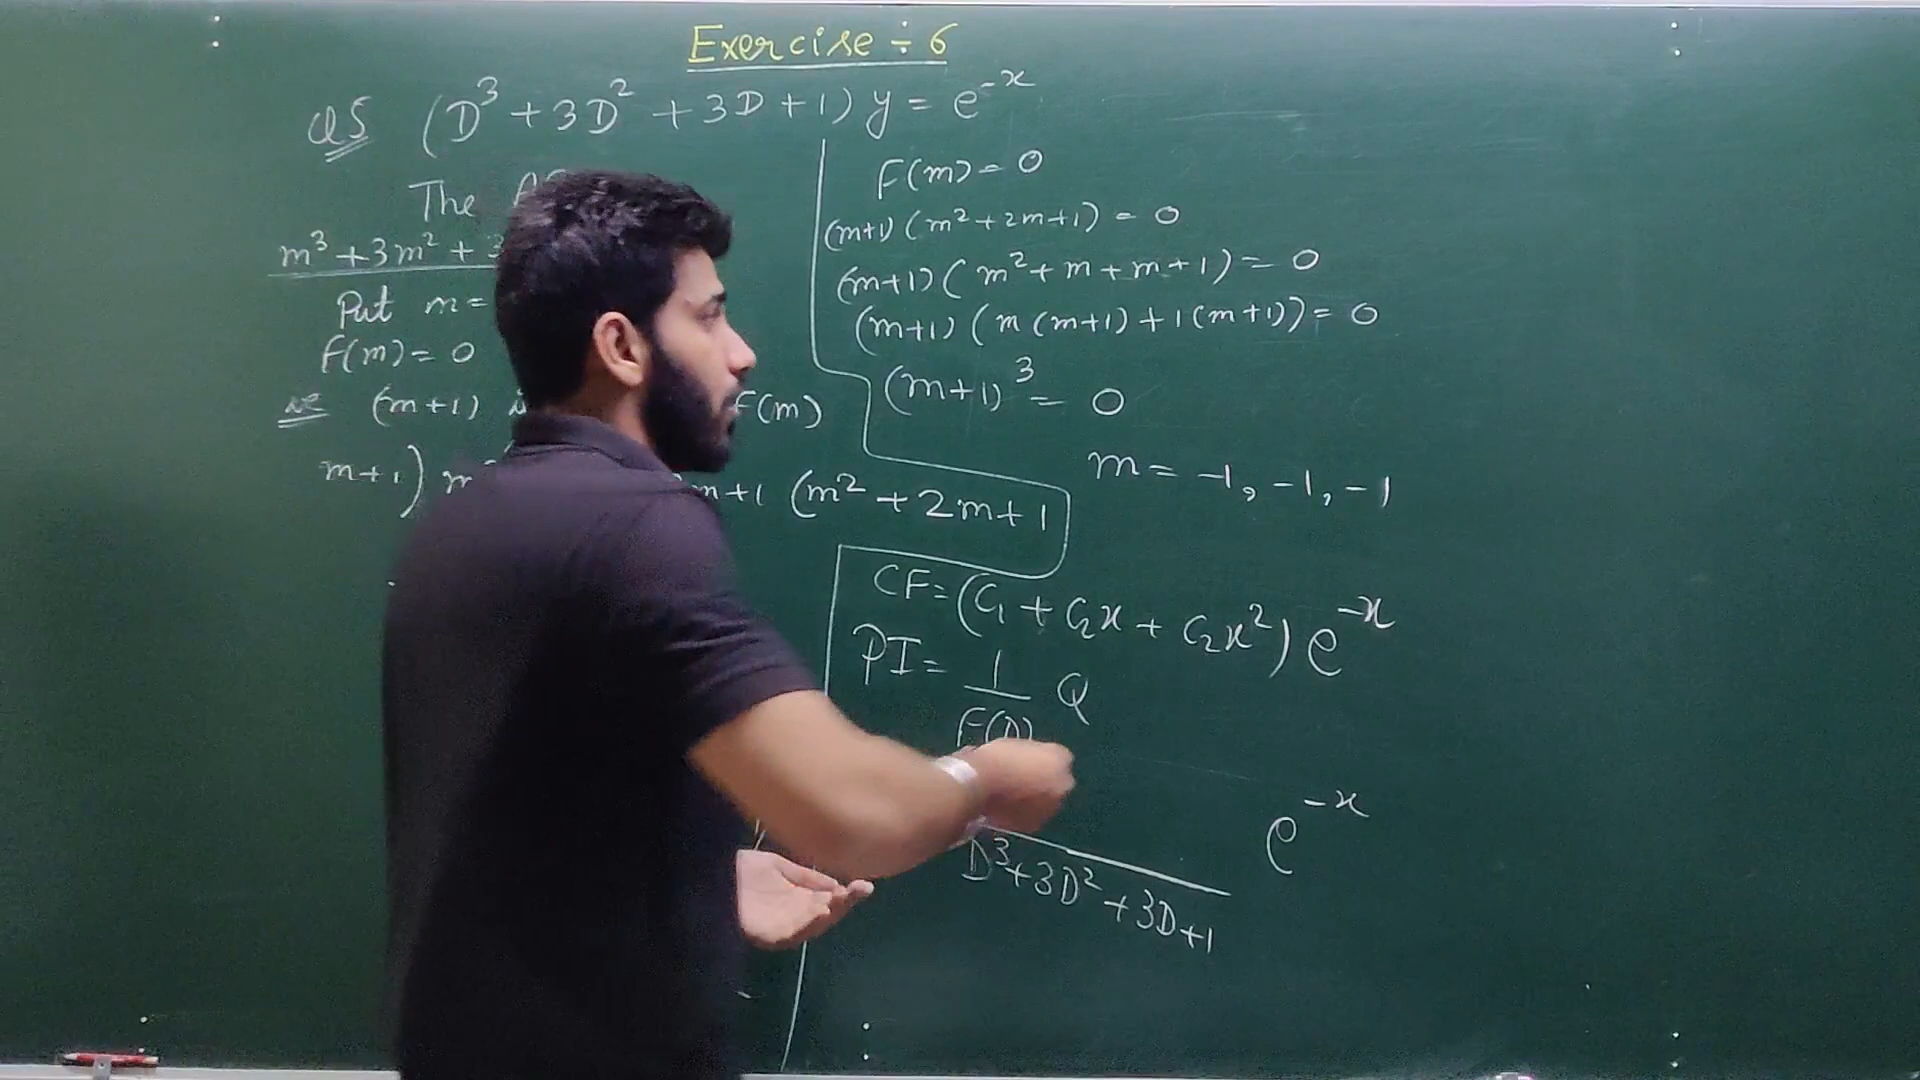 Exercise ÷ 6
Q5 (D³ + 3D² + 3D + 1) y = e⁻ˣ
The
m³ + 3m² + 3
Put m =
F(m) = 0
(m+1) F(m)
m+1) m+1 (m² + 2m + 1
F(m) = 0
(m+1) (m² + 2m + 1) = 0
(m+1) (m² + m + m + 1) = 0
(m+1) (m (m+1) + 1 (m+1)) = 0
(m+1)³ = 0
m = -1, -1, -1
CF = (C₁ + C₂x + C₂x²) e⁻ˣ
PI = 1/F(D) Q
D³ + 3D² + 3D + 1 e⁻ˣ